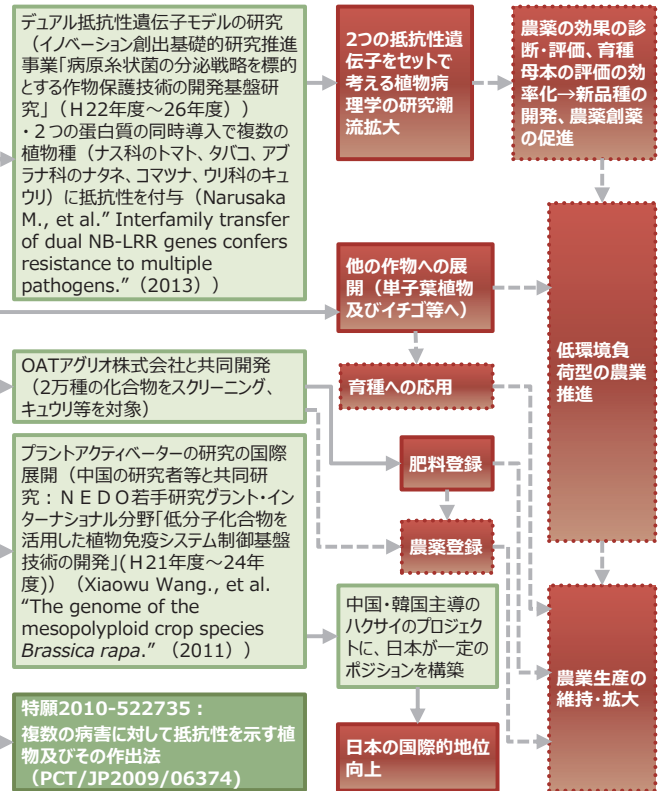 デュアル抵抗性遺伝子モデルの研究
（イノベーション創出基礎的研究推進
事業「病原糸状菌の分泌戦略を標的
とする作物保護技術の開発基盤研
究」（Ｈ22年度～26年度））
・２つの蛋白質の同時導入で複数の
植物種（ナス科のトマト、タバコ、アブ
ラナ科のナタネ、コマツナ、ウリ科のキュ
ウリ）に抵抗性を付与（Narusaka
M., et al.” Interfamily transfer
of dual NB-LRR genes confers
resistance to multiple
pathogens.”（2013））
2つの抵抗性遺
伝子をセットで
考える植物病
理学の研究潮
流拡大
農薬の効果の診
断・評価、育種
母本の評価の効
率化→新品種の
開発、農薬創薬
の促進
他の作物への展
開（単子葉植物
及びイチゴ等へ）
低環境負
荷型の農業
推進
OATアグリオ株式会社と共同開発
（2万種の化合物をスクリーニング、
キュウリ等を対象）
育種への応用
肥料登録
農薬登録
プラントアクティベーターの研究の国際
展開（中国の研究者等と共同研
究：ＮＥＤＯ若手研究グラント・イン
ターナショナル分野「低分子化合物を
活用した植物免疫システム制御基盤
技術の開発」(Ｈ21年度～24年
度)）（Xiaowu Wang., et al.
“The genome of the
mesopolyploid crop species
Brassica rapa.”（2011））
中国・韓国主導の
ハクサイのプロジェク
トに、日本が一定の
ポジションを構築
農業生産の
維持・拡大
特願2010-522735：
複数の病害に対して抵抗性を示す植
物及びその作出法
（PCT/JP2009/06374)
日本の国際的地位
向上